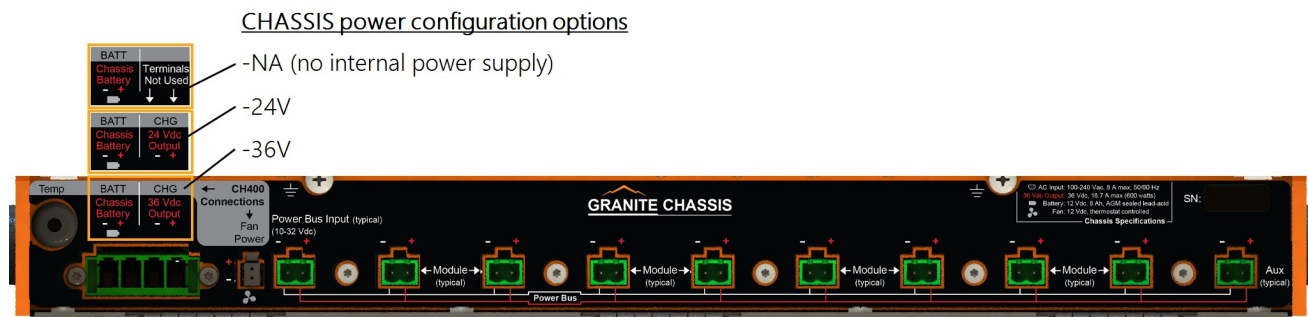 CHASSIS power configuration options
BATT
Chassis Battery
- +
Terminals Not Used
-NA (no internal power supply)
BATT CHG
Chassis Battery
- +
24 Vdc Output
- +
-24V
-36V
Temp
BATT CHG
Chassis Battery
- +
36 Vdc Output
- +
CH400 Connections
Fan Power
+
-
Power Bus Input (typical)
(10-32 Vdc)
GRANITE CHASSIS
AC Input: 100-240 Vac, 8 A max, 50/60 Hz
36 Vdc Output: 36 Vdc, 16.7 A max (600 watts)
Battery: 12 Vdc, 8 Ah, AGM sealed lead-acid
Fan: 12 Vdc, thermostat controlled
Chassis Specifications
SN:
- + - + - + - + - + - + - + - + - + - +
Module (typical)
Module (typical)
Module (typical)
Module (typical)
Aux (typical)
Power Bus